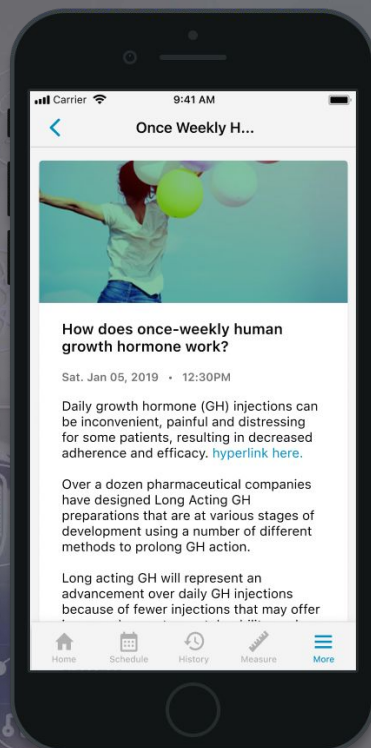 Carrier 9:41 AM
Once Weekly H...
How does once-weekly human
growth hormone work?
Sat. Jan 05, 2019 • 12:30PM
Daily growth hormone (GH) injections can
be inconvenient, painful and distressing
for some patients, resulting in decreased
adherence and efficacy. hyperlink here.
Over a dozen pharmaceutical companies
have designed Long Acting GH
preparations that are at various stages of
development using a number of different
methods to prolong GH action.
Long acting GH will represent an
advancement over daily GH injections
because of fewer injections that may offer
Home Schedule History Measure More